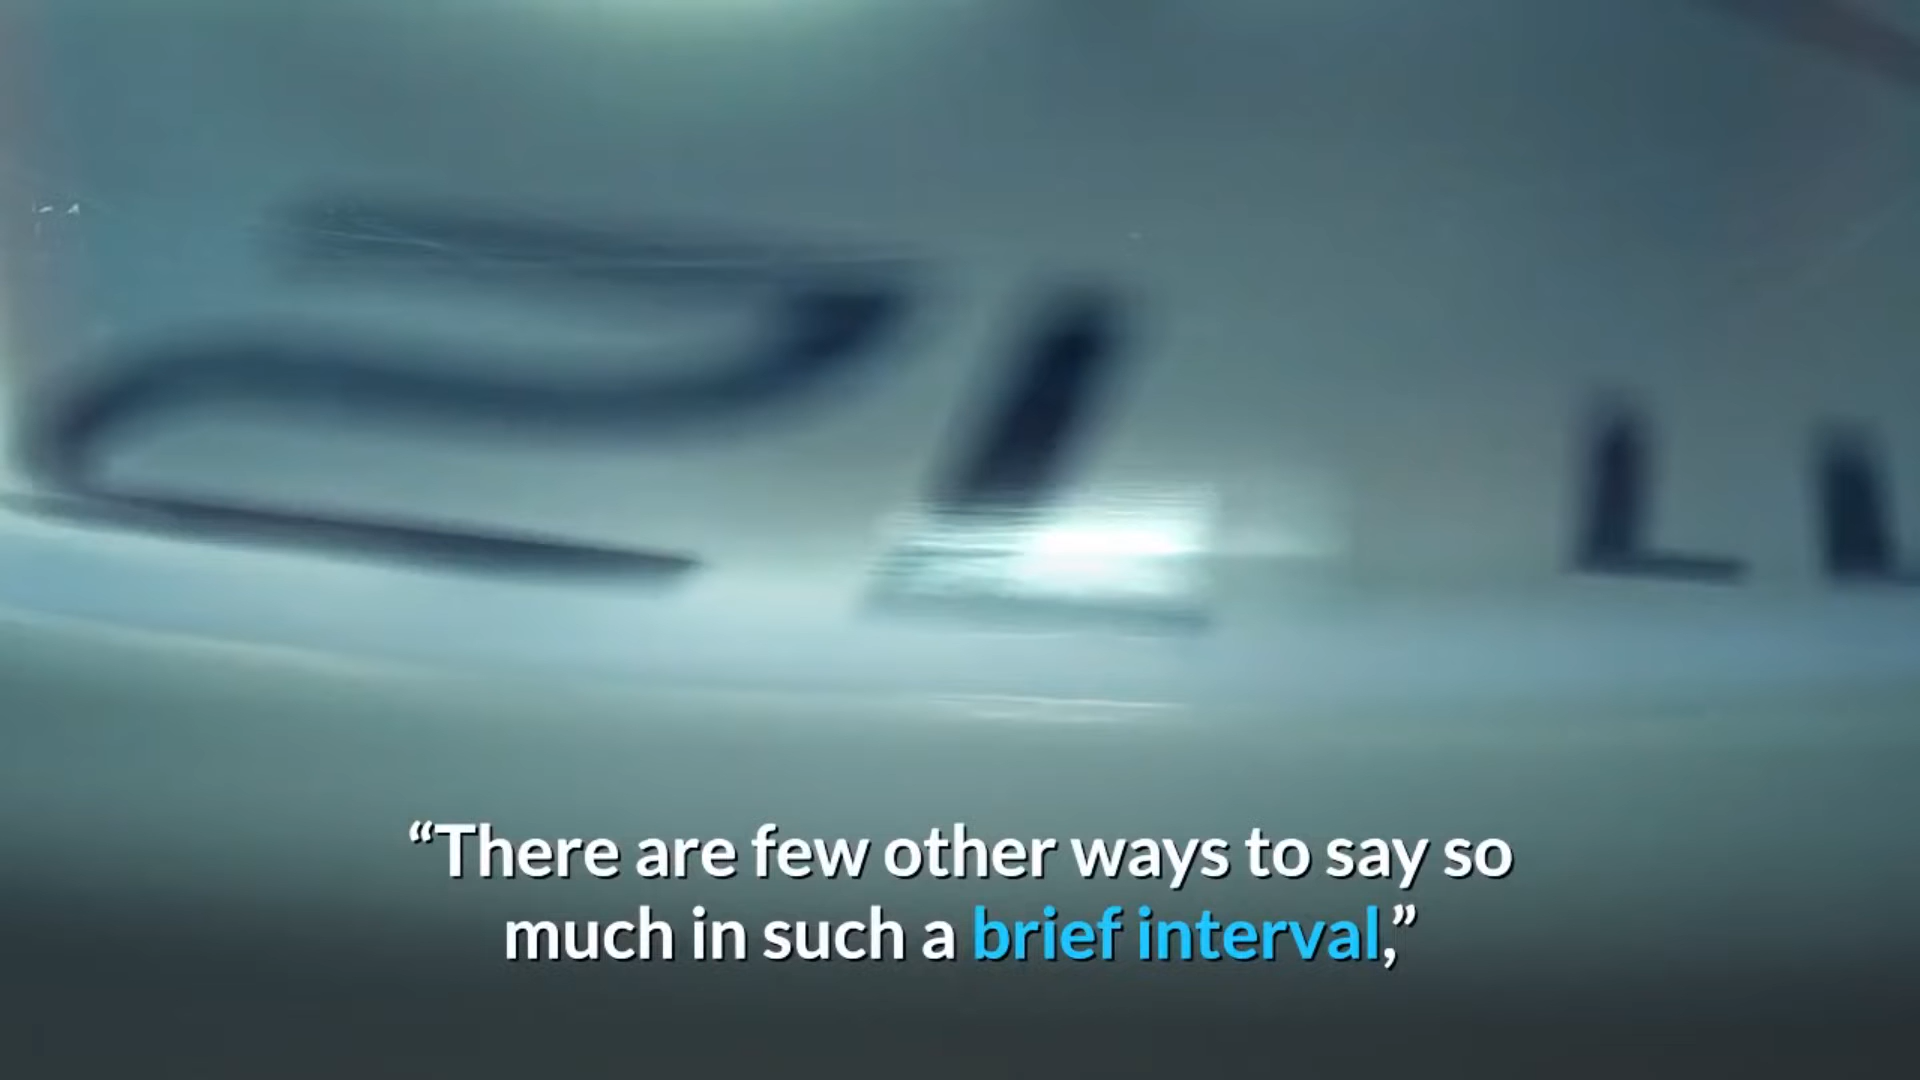 “There are few other ways to say so
much in such a brief interval,”